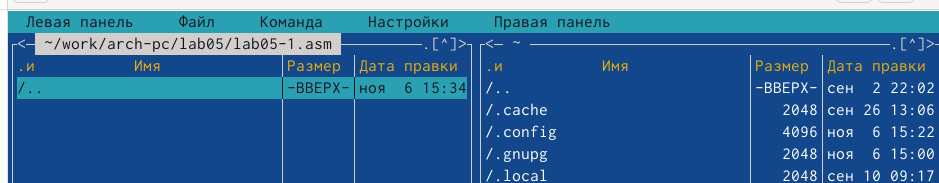 Левая панель Файл Команда Настройки Правая панель
<─ ~/work/arch-pc/lab05/lab05-1.asm .[^]> <─ ~ .[^]>
.и Имя Размер Дата правки .и Имя Размер Дата правки
/.. -ВВЕРХ- ноя 6 15:34 /.. -ВВЕРХ- сен 2 22:02
/.cache 2048 сен 26 13:06
/.config 4096 ноя 6 15:22
/.gnupg 2048 ноя 6 15:00
/.local 2048 сен 10 09:17